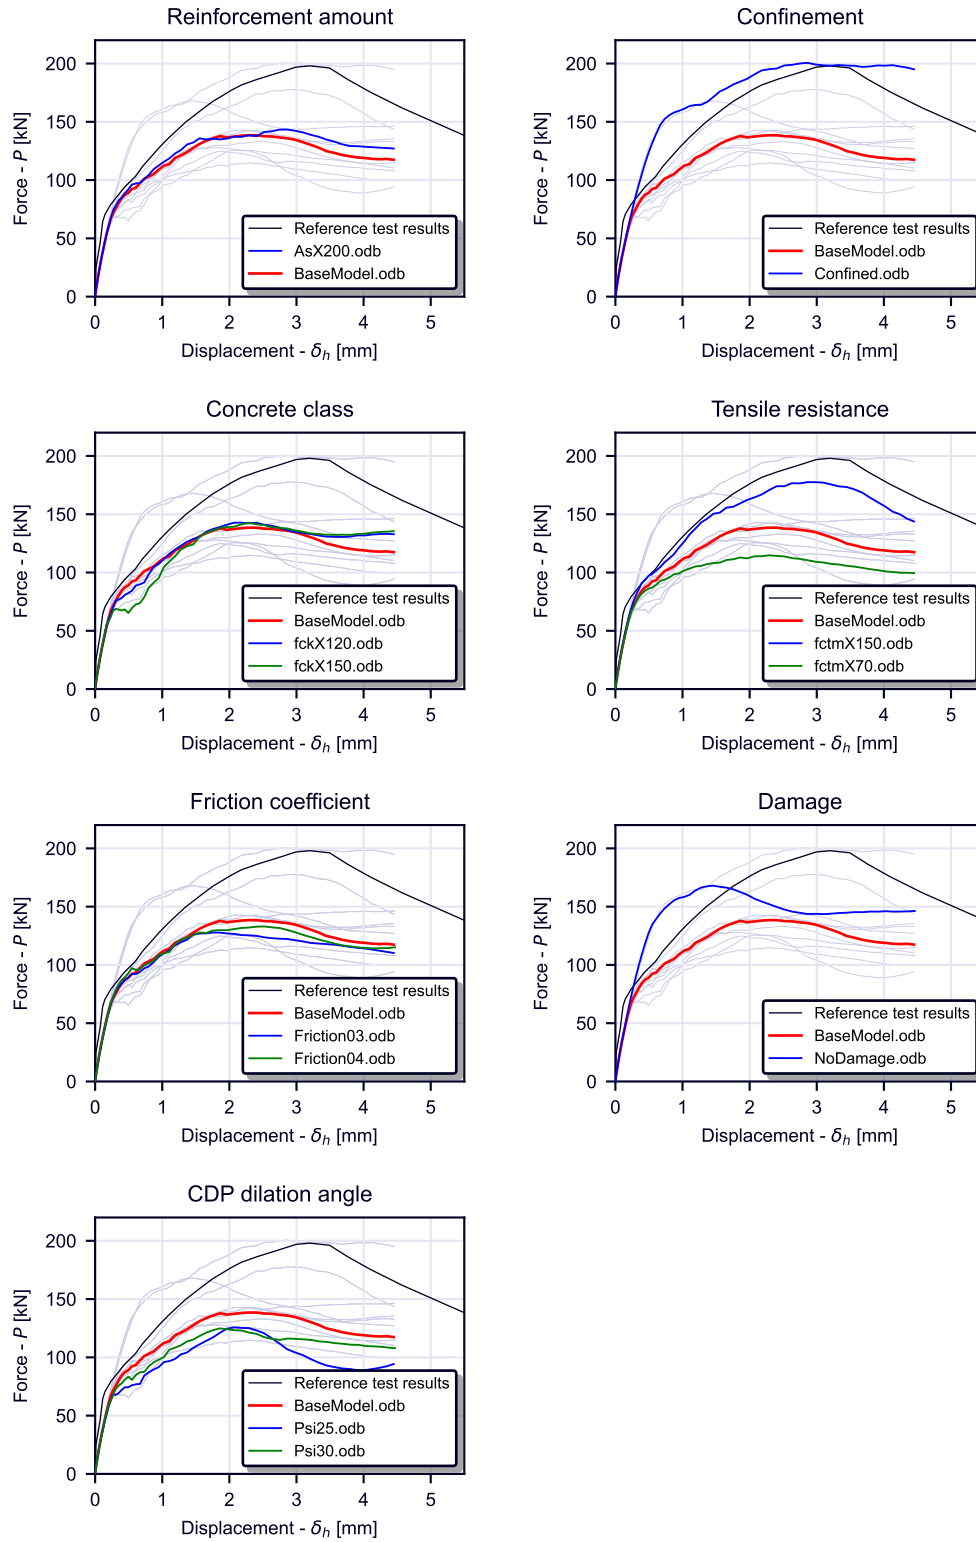 Reinforcement amount
Force - P [kN]
200
150
100
50
0
Reference test results
AsX200.odb
BaseModel.odb
0 1 2 3 4 5
Displacement - δh [mm]
Confinement
Force - P [kN]
200
150
100
50
0
Reference test results
BaseModel.odb
Confined.odb
0 1 2 3 4 5
Displacement - δh [mm]
Concrete class
Force - P [kN]
200
150
100
50
0
Reference test results
BaseModel.odb
fckX120.odb
fckX150.odb
0 1 2 3 4 5
Displacement - δh [mm]
Tensile resistance
Force - P [kN]
200
150
100
50
0
Reference test results
BaseModel.odb
fctmX150.odb
fctmX70.odb
0 1 2 3 4 5
Displacement - δh [mm]
Friction coefficient
Force - P [kN]
200
150
100
50
0
Reference test results
BaseModel.odb
Friction03.odb
Friction04.odb
0 1 2 3 4 5
Displacement - δh [mm]
Damage
Force - P [kN]
200
150
100
50
0
Reference test results
BaseModel.odb
NoDamage.odb
0 1 2 3 4 5
Displacement - δh [mm]
CDP dilation angle
Force - P [kN]
200
150
100
50
0
Reference test results
BaseModel.odb
Psi25.odb
Psi30.odb
0 1 2 3 4 5
Displacement - δh [mm]